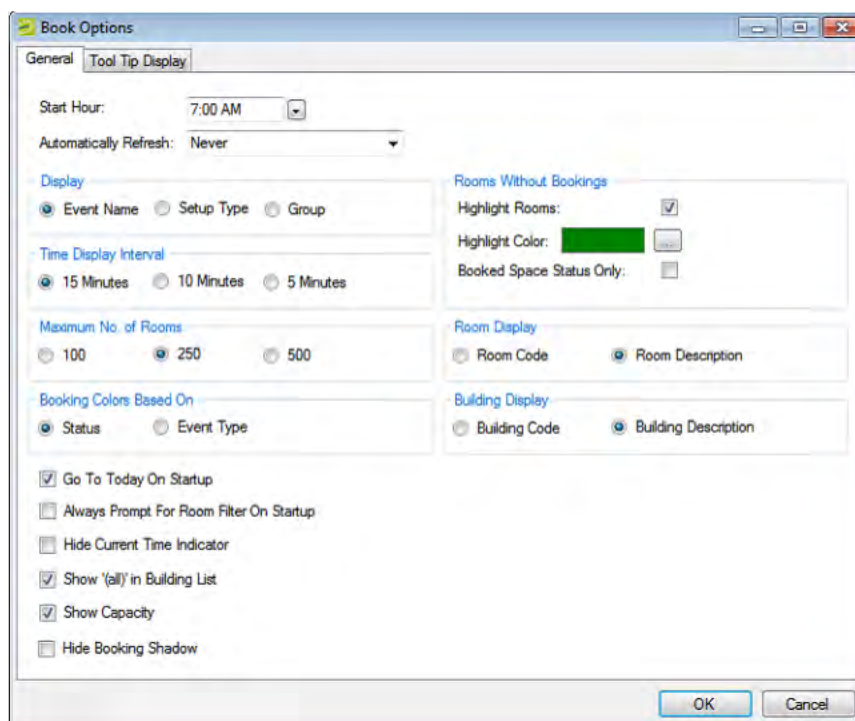 Book Options
General Tool Tip Display
Start Hour: 7:00 AM
Automatically Refresh: Never
Display
Event Name Setup Type Group
Time Display Interval
15 Minutes 10 Minutes 5 Minutes
Maximum No. of Rooms
100 250 500
Booking Colors Based On
Status Event Type
Rooms Without Bookings
Highlight Rooms:
Highlight Color: ...
Booked Space Status Only:
Room Display
Room Code Room Description
Building Display
Building Code Building Description
Go To Today On Startup
Always Prompt For Room Filter On Startup
Hide Current Time Indicator
Show '(all)' in Building List
Show Capacity
Hide Booking Shadow
OK Cancel